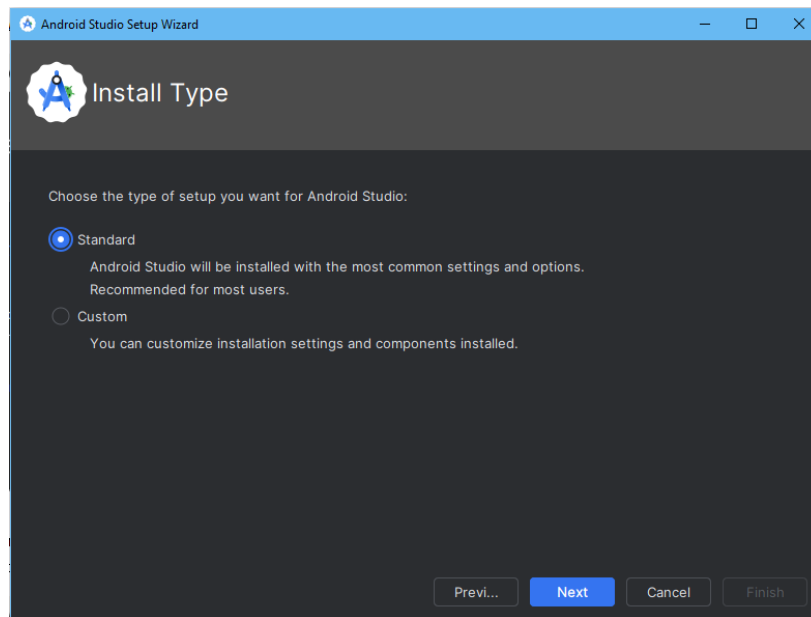 Android Studio Setup Wizard
Install Type
Choose the type of setup you want for Android Studio:
Standard
Android Studio will be installed with the most common settings and options.
Recommended for most users.
Custom
You can customize installation settings and components installed.
Previ... Next Cancel Finish